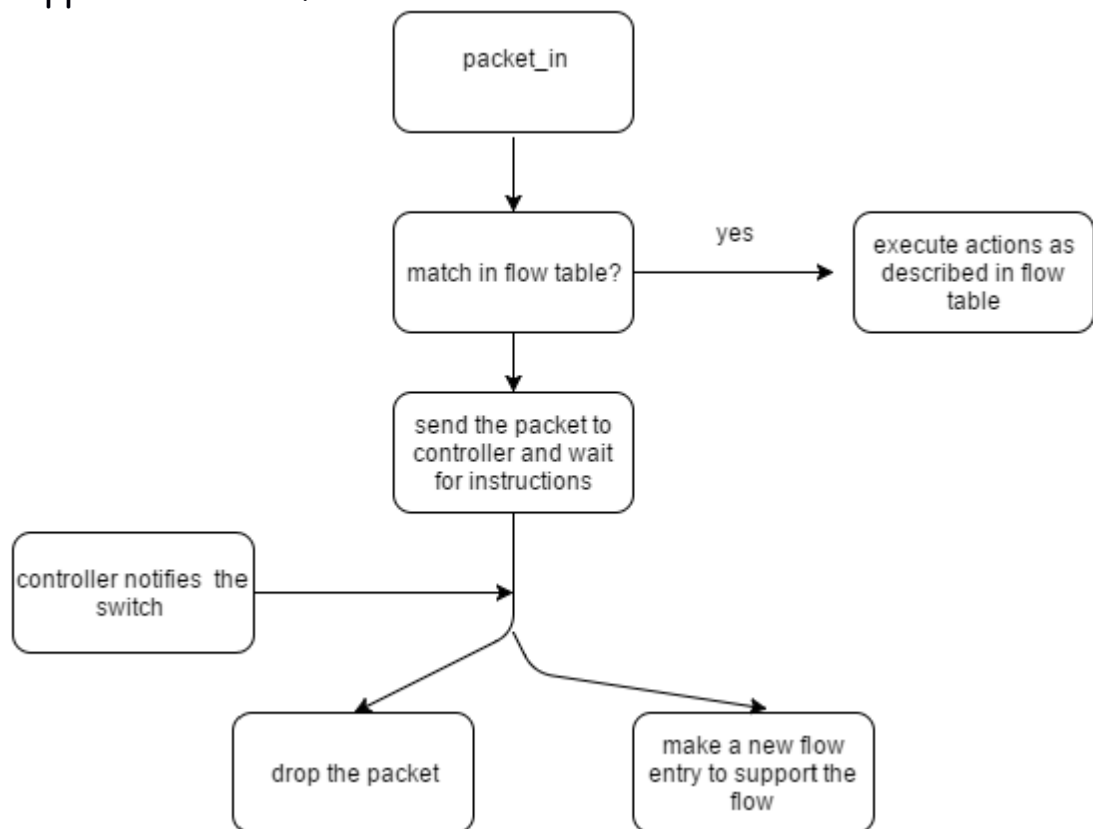 packet_in
match in flow table?
yes
execute actions as
described in flow
table
send the packet to
controller and wait
for instructions
controller notifies  the
switch
drop the packet
make a new flow
entry to support the
flow